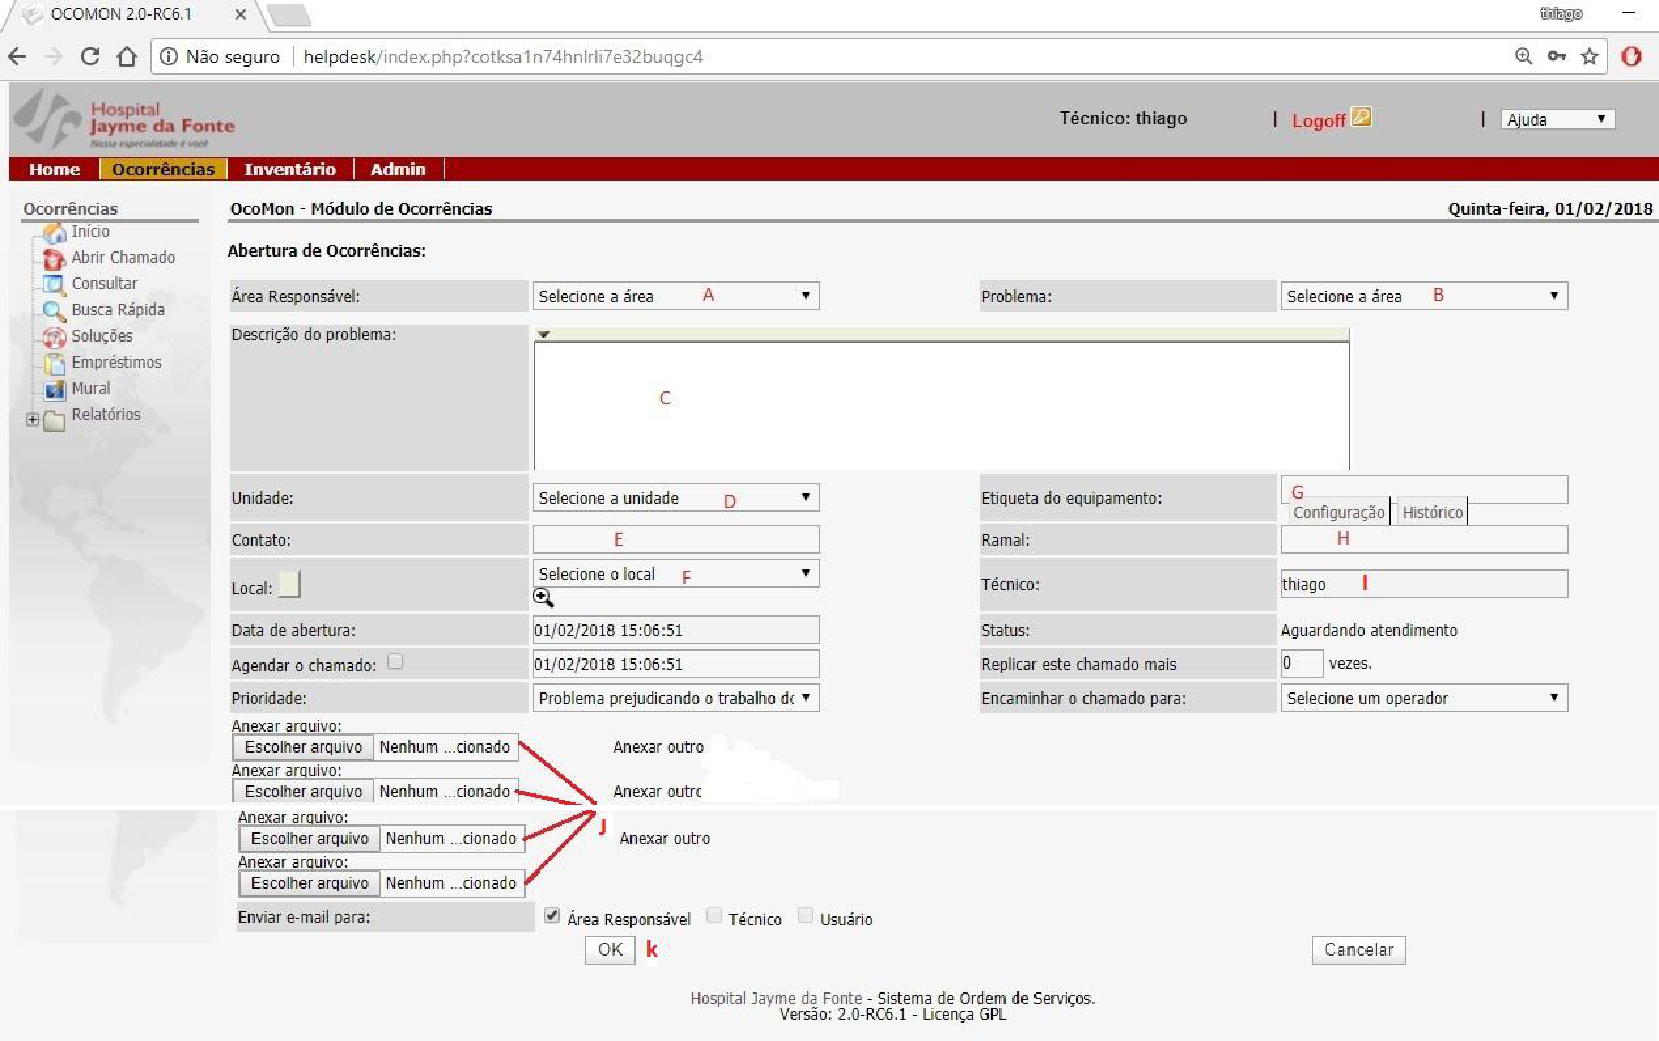 OCOMON 2.0-RC6.1
thiago
Não seguro helpdesk/index.php?cotksa1n74hnlrli7e32buqgc4
Hospital
Jayme da Fonte
Nossa especialidade é você
Técnico: thiago | Logoff | Ajuda
Home Ocorrências Inventário Admin
Ocorrências
Início
Abrir Chamado
Consultar
Busca Rápida
Soluções
Empréstimos
Mural
Relatórios
OcoMon - Módulo de Ocorrências Quinta-feira, 01/02/2018
Abertura de Ocorrências:
Área Responsável: Selecione a área A Problema: Selecione a área B
Descrição do problema:
C
Unidade: Selecione a unidade D Etiqueta do equipamento: G
Configuração Histórico
Contato: E Ramal: H
Local: Selecione o local F Técnico: thiago I
Data de abertura: 01/02/2018 15:06:51 Status: Aguardando atendimento
Agendar o chamado: 01/02/2018 15:06:51 Replicar este chamado mais 0 vezes.
Prioridade: Problema prejudicando o trabalho dc Encaminhar o chamado para: Selecione um operador
Anexar arquivo:
Escolher arquivo Nenhum ...cionado Anexar outro
Anexar arquivo:
Escolher arquivo Nenhum ...cionado Anexar outro
J
Anexar arquivo:
Escolher arquivo Nenhum ...cionado Anexar outro
Anexar arquivo:
Escolher arquivo Nenhum ...cionado
Enviar e-mail para: Área Responsável Técnico Usuário
OK k Cancelar
Hospital Jayme da Fonte - Sistema de Ordem de Serviços.
Versão: 2.0-RC6.1 - Licença GPL